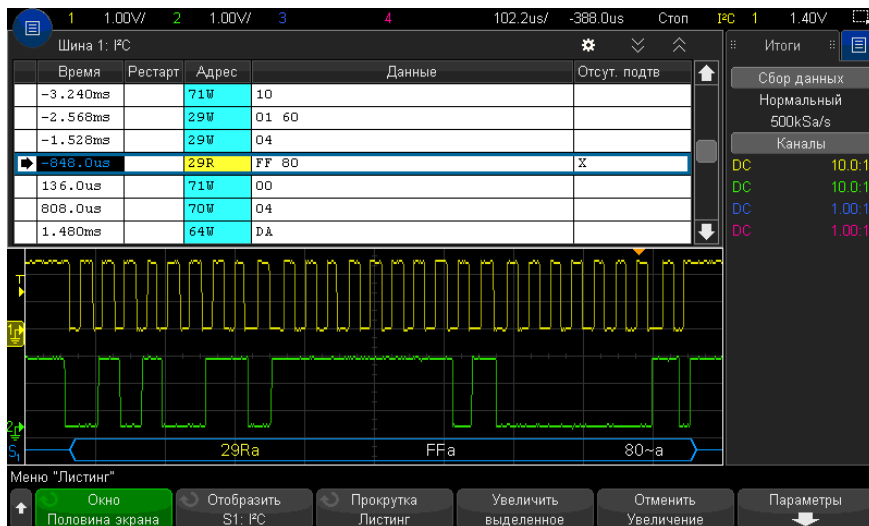 1 1.00V/ 2 1.00V/ 3 4 102.2us/ -388.0us Стоп I²C 1 1.40V
Шина 1: I²C
Время Рестарт Адрес Данные Отсут. подтв
-3.240ms 71W 10
-2.568ms 29W 01 60
-1.528ms 29W 04
-848.0us 29R FF 80 X
136.0us 71W 00
808.0us 70W 04
1.480ms 64W DA
Итоги
Сбор данных
Нормальный
500kSa/s
Каналы
DC 10.0:1
DC 10.0:1
DC 1.00:1
DC 1.00:1
T
1
2
S₁ 29Ra FFa 80~a
Меню "Листинг"
Окно
Половина экрана
Отобразить
S1: I²C
Прокрутка
Листинг
Увеличить
выделенное
Отменить
Увеличение
Параметры